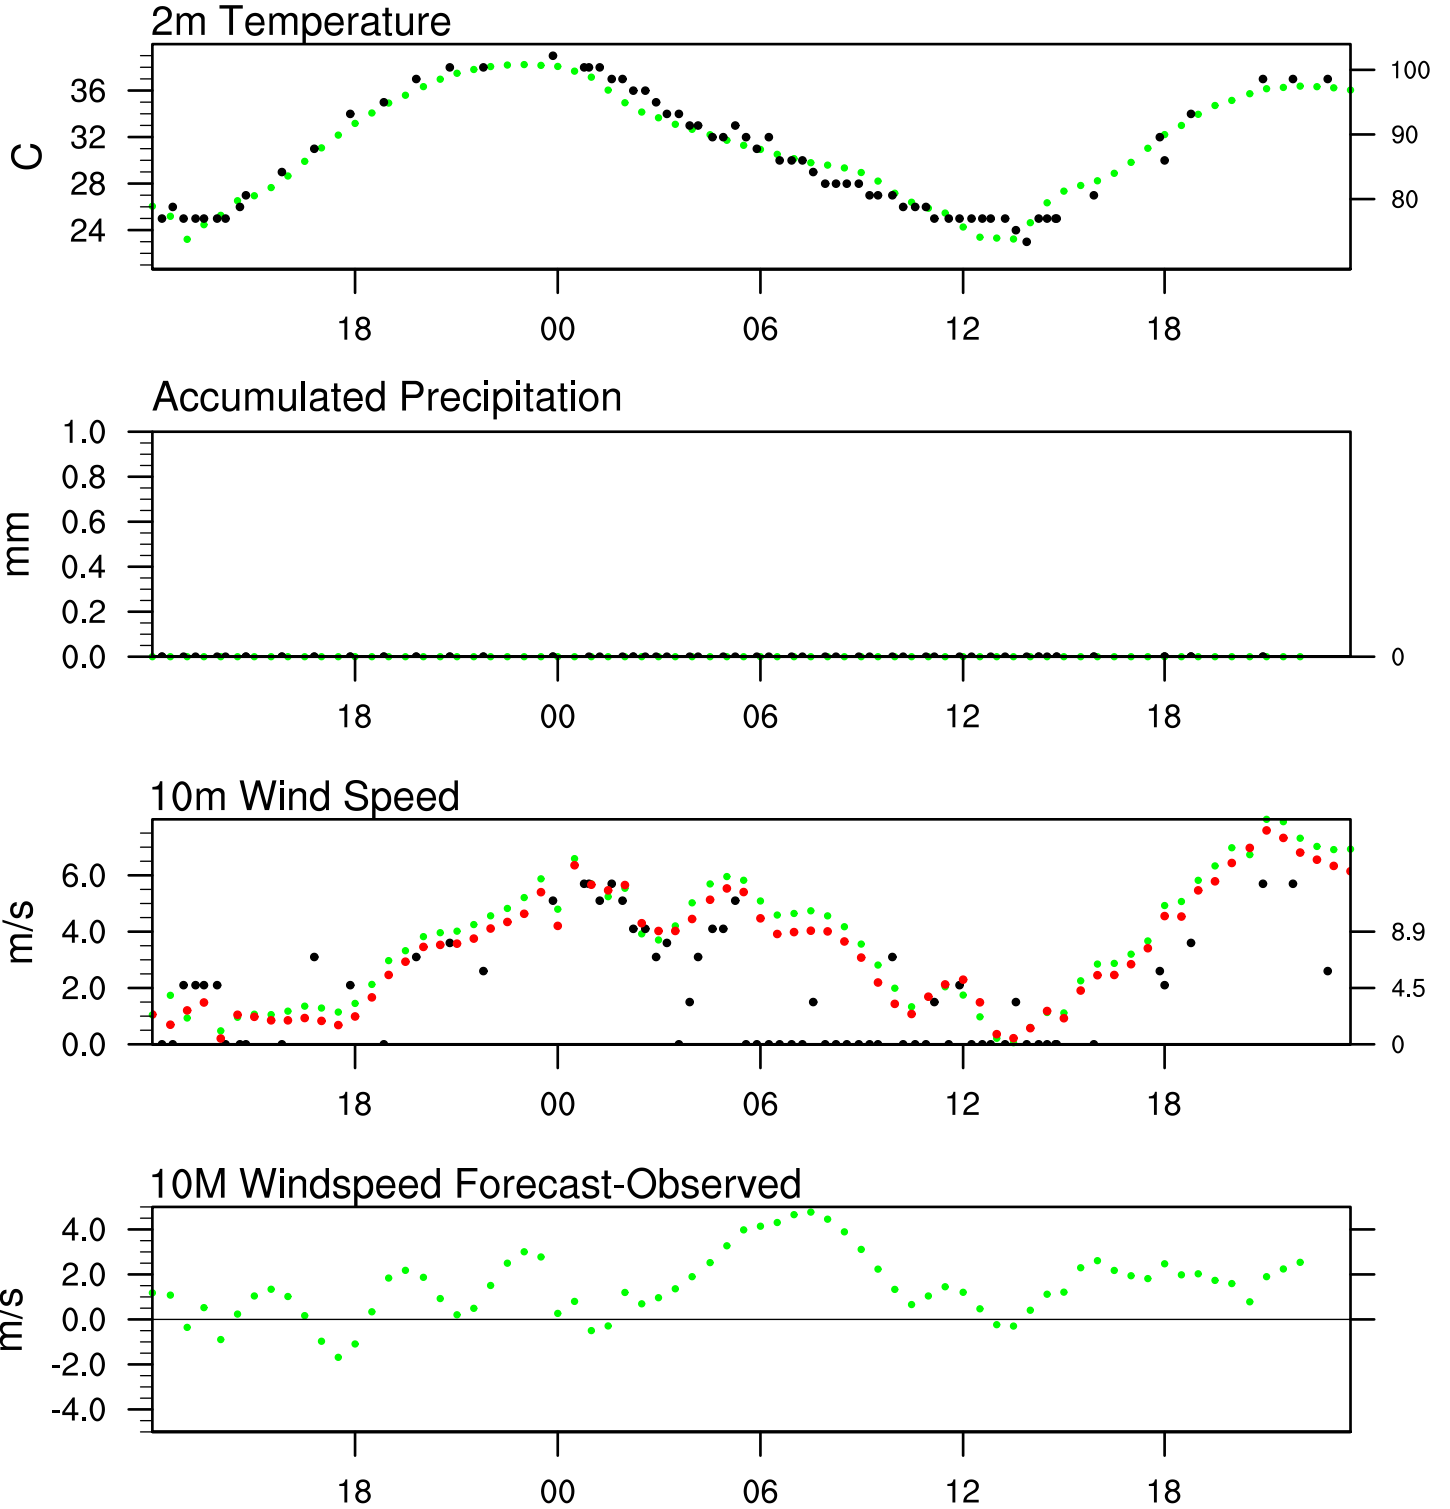 2m Temperature
C
36
32
28
24
100
90
80
18 00 06 12 18
Accumulated Precipitation
mm
1.0
0.8
0.6
0.4
0.2
0.0
0
18 00 06 12 18
10m Wind Speed
m/s
6.0
4.0
2.0
0.0
8.9
4.5
0
18 00 06 12 18
10M Windspeed Forecast-Observed
m/s
4.0
2.0
0.0
-2.0
-4.0
18 00 06 12 18